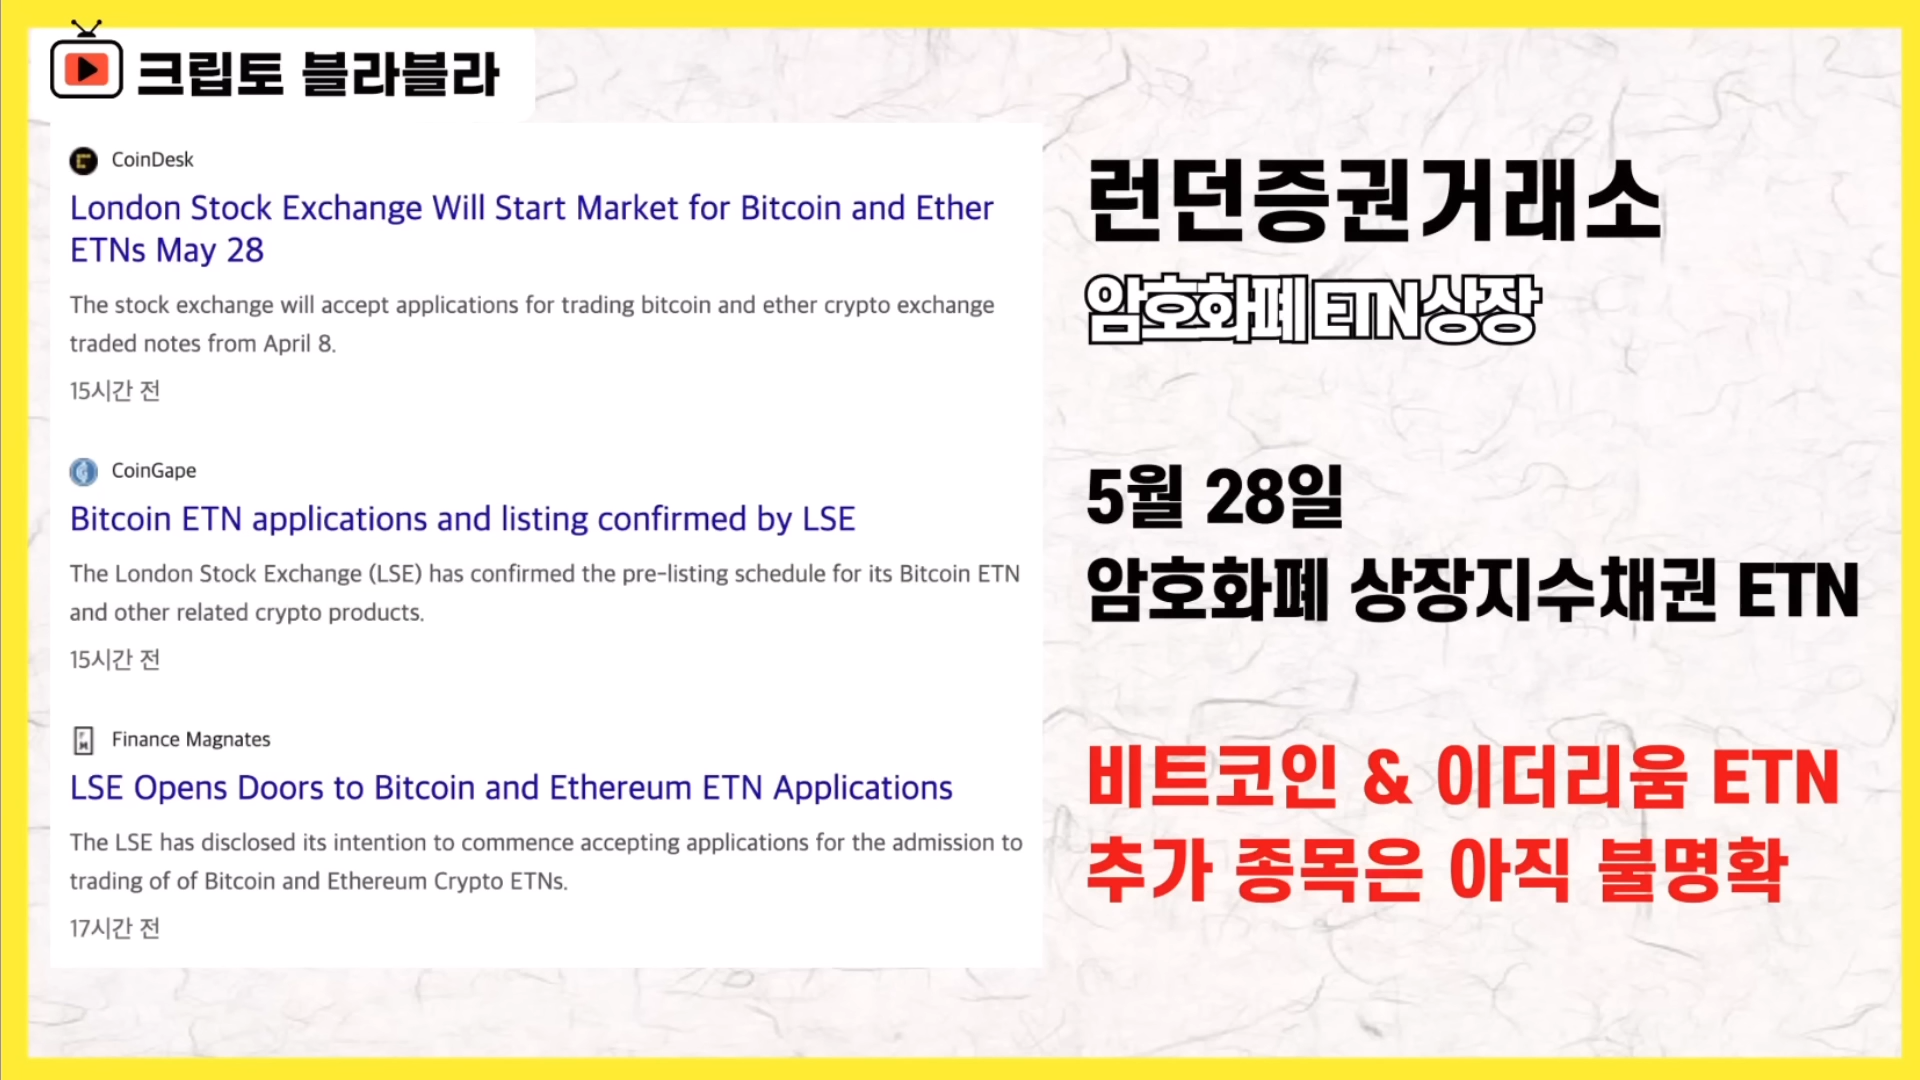 크립토 블라블라
CoinDesk
London Stock Exchange Will Start Market for Bitcoin and Ether
ETNs May 28
The stock exchange will accept applications for trading bitcoin and ether crypto exchange
traded notes from April 8.
15시간 전
CoinGape
Bitcoin ETN applications and listing confirmed by LSE
The London Stock Exchange (LSE) has confirmed the pre-listing schedule for its Bitcoin ETN
and other related crypto products.
15시간 전
Finance Magnates
LSE Opens Doors to Bitcoin and Ethereum ETN Applications
The LSE has disclosed its intention to commence accepting applications for the admission to
trading of of Bitcoin and Ethereum Crypto ETNs.
17시간 전
런던증권거래소
암호화폐 ETN 상장
5월 28일
암호화폐 상장지수채권 ETN
비트코인 & 이더리움 ETN
추가 종목은 아직 불명확